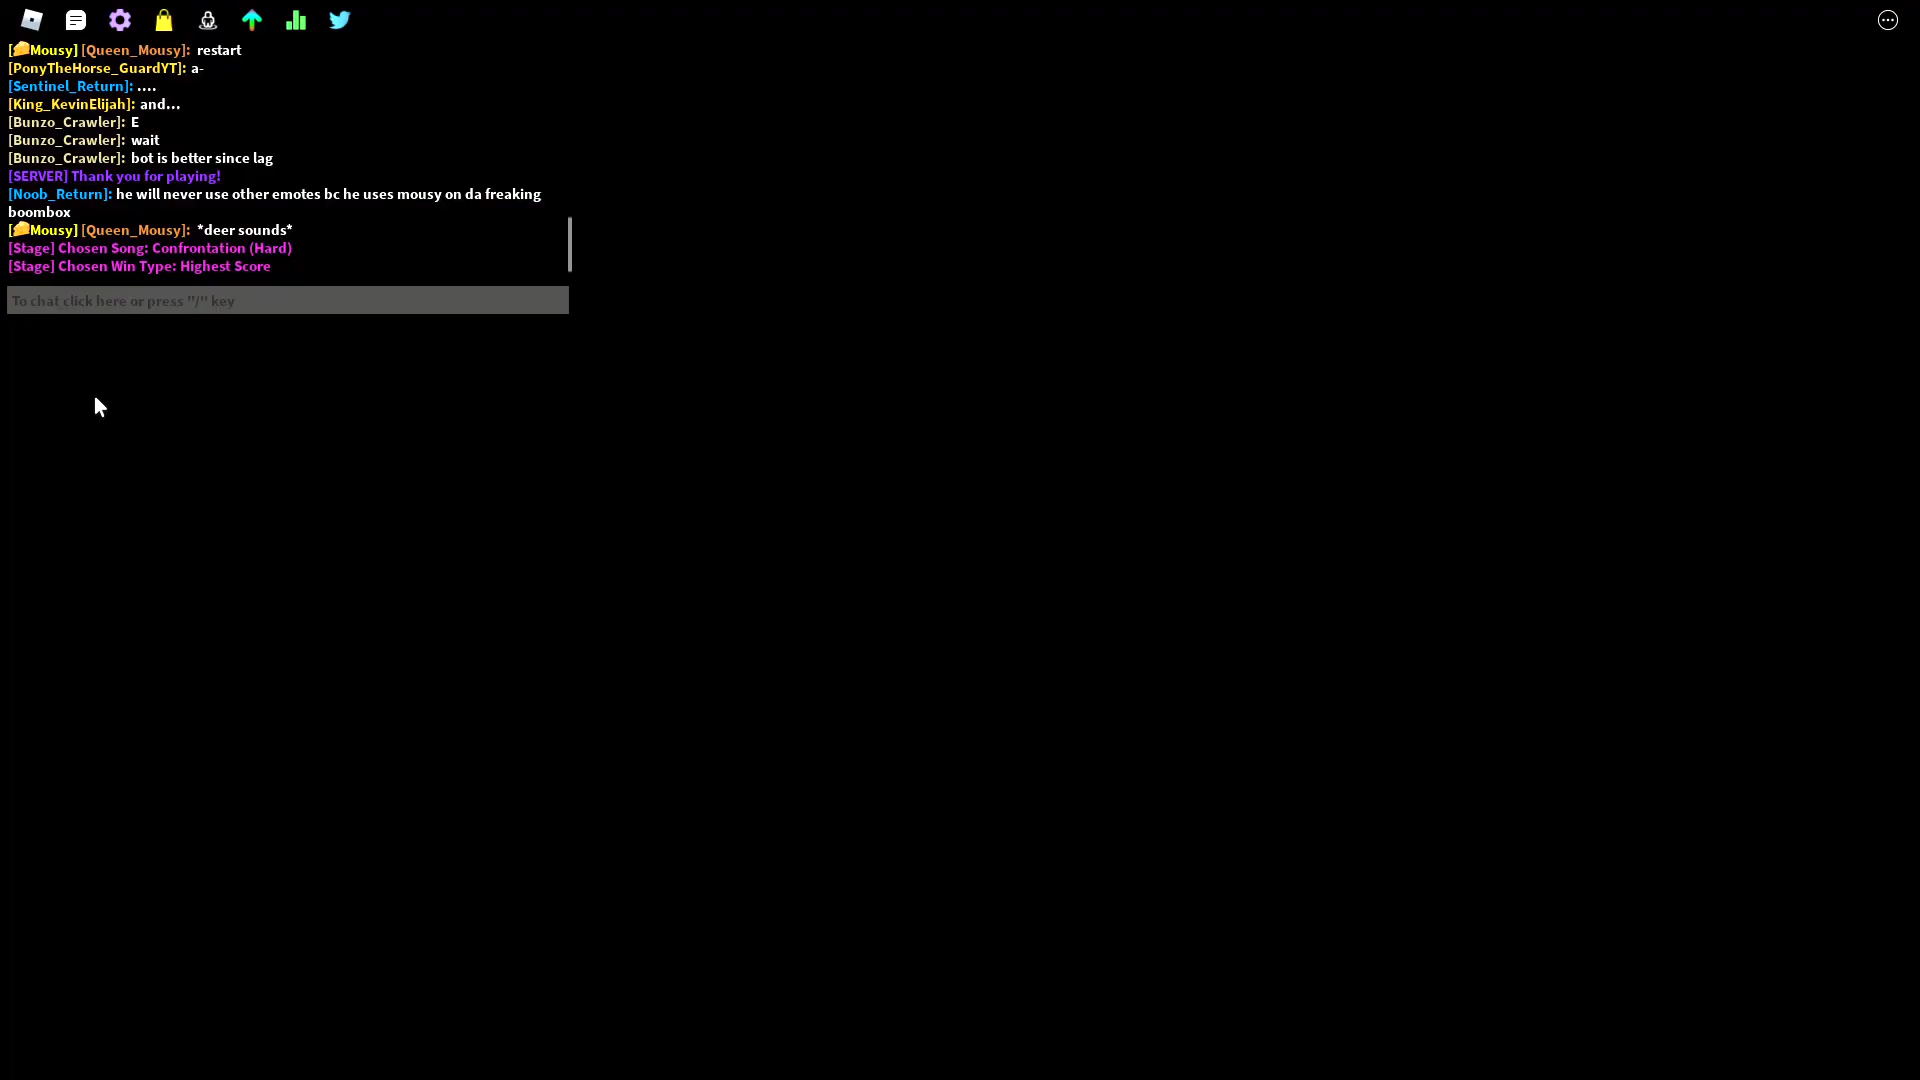 [🧀Mousy] [Queen_Mousy]: restart
[PonyTheHorse_GuardYT]: a-
[Sentinel_Return]: ....
[King_KevinElijah]: and...
[Bunzo_Crawler]: E
[Bunzo_Crawler]: wait
[Bunzo_Crawler]: bot is better since lag
[SERVER] Thank you for playing!
[Noob_Return]: he will never use other emotes bc he uses mousy on da freaking
boombox
[🧀Mousy] [Queen_Mousy]: *deer sounds*
[Stage] Chosen Song: Confrontation (Hard)
[Stage] Chosen Win Type: Highest Score
To chat click here or press "/" key